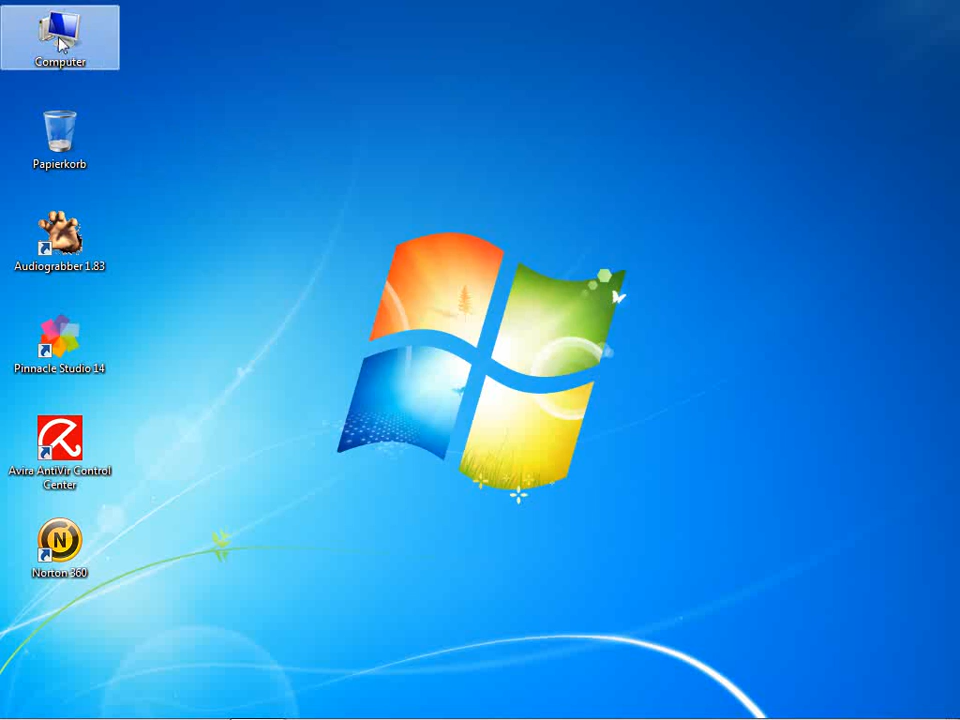 Computer
Papierkorb
Audiograbber 1.83
Pinnacle Studio 14
Avira AntiVir Control
Center
N
Norton 360